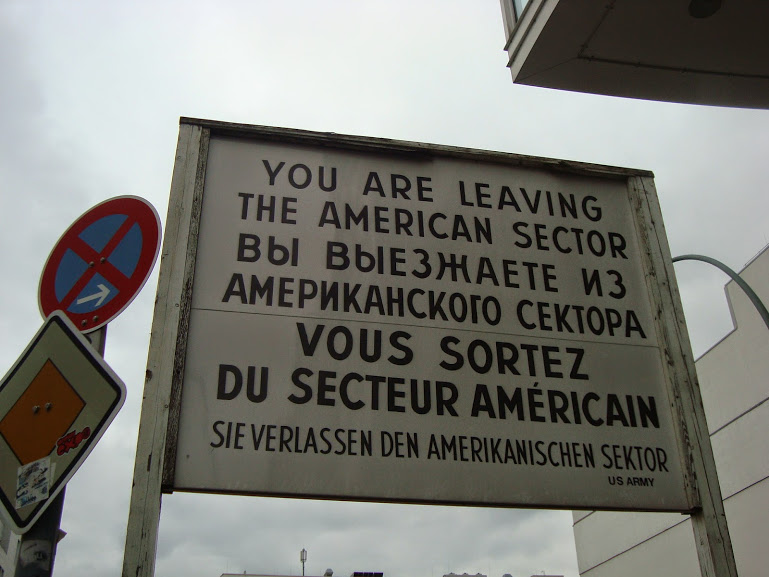 YOU ARE LEAVING
THE AMERICAN SECTOR
ВЫ ВЫЕЗЖАЕТЕ ИЗ
АМЕРИКАНСКОГО СЕКТОРА
VOUS SORTEZ
DU SECTEUR AMÉRICAIN
SIE VERLASSEN DEN AMERIKANISCHEN SEKTOR
US ARMY